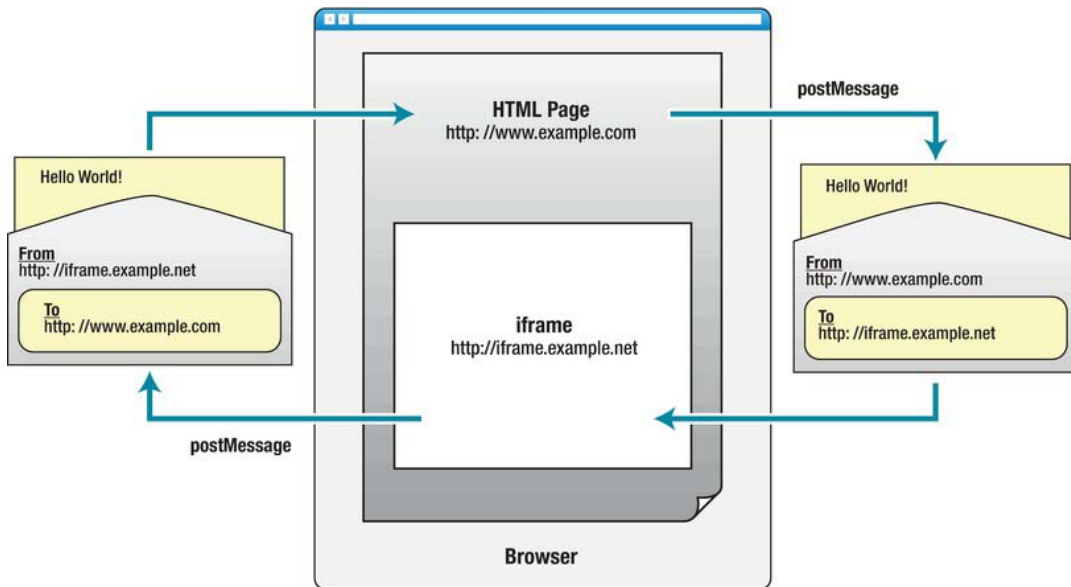 HTML Page
http: //www.example.com
postMessage
Hello World!
From
http: //iframe.example.net
To
http: //www.example.com
Hello World!
From
http: //www.example.com
To
http: //iframe.example.net
iframe
http://iframe.example.net
postMessage
Browser